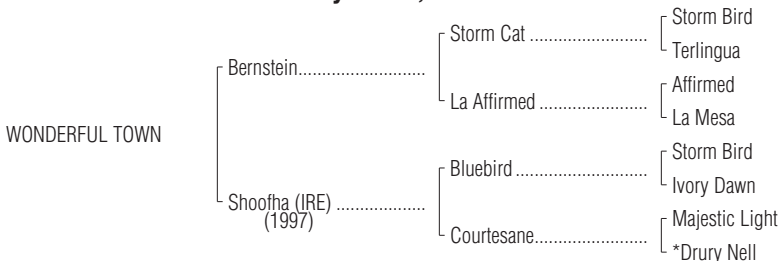 Storm Bird
Storm Cat
Terlingua
Bernstein
Affirmed
La Affirmed
La Mesa
WONDERFUL TOWN
Storm Bird
Bluebird
Ivory Dawn
Shoofha (IRE)
(1997)
Majestic Light
Courtesane
*Drury Nell